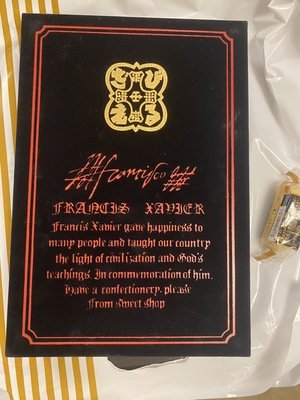 Francisco
FRANCIS XAVIER
Francis Xavier gave happiness to
many people and taught our country
the light of civilization and God's
teachings. In commemoration of him,
Have a confectionery, please
From sweet shop